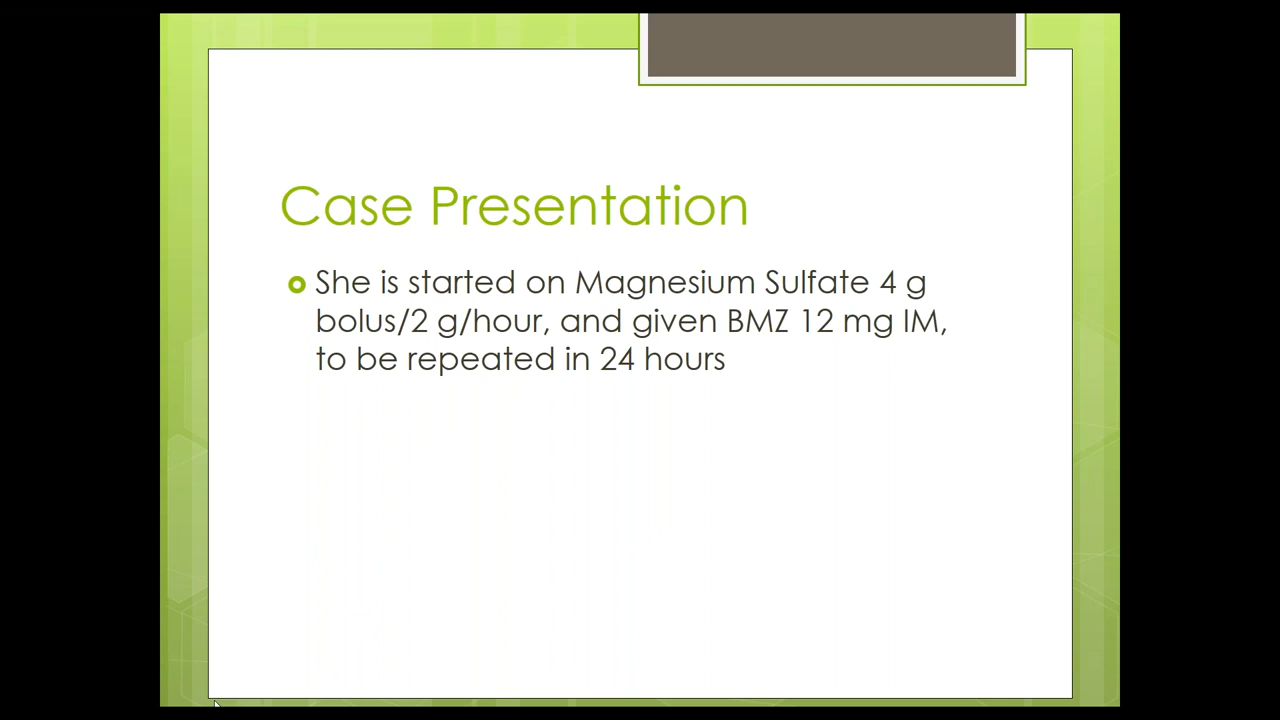 Case Presentation
She is started on Magnesium Sulfate 4 g
bolus/2 g/hour, and given BMZ 12 mg IM,
to be repeated in 24 hours